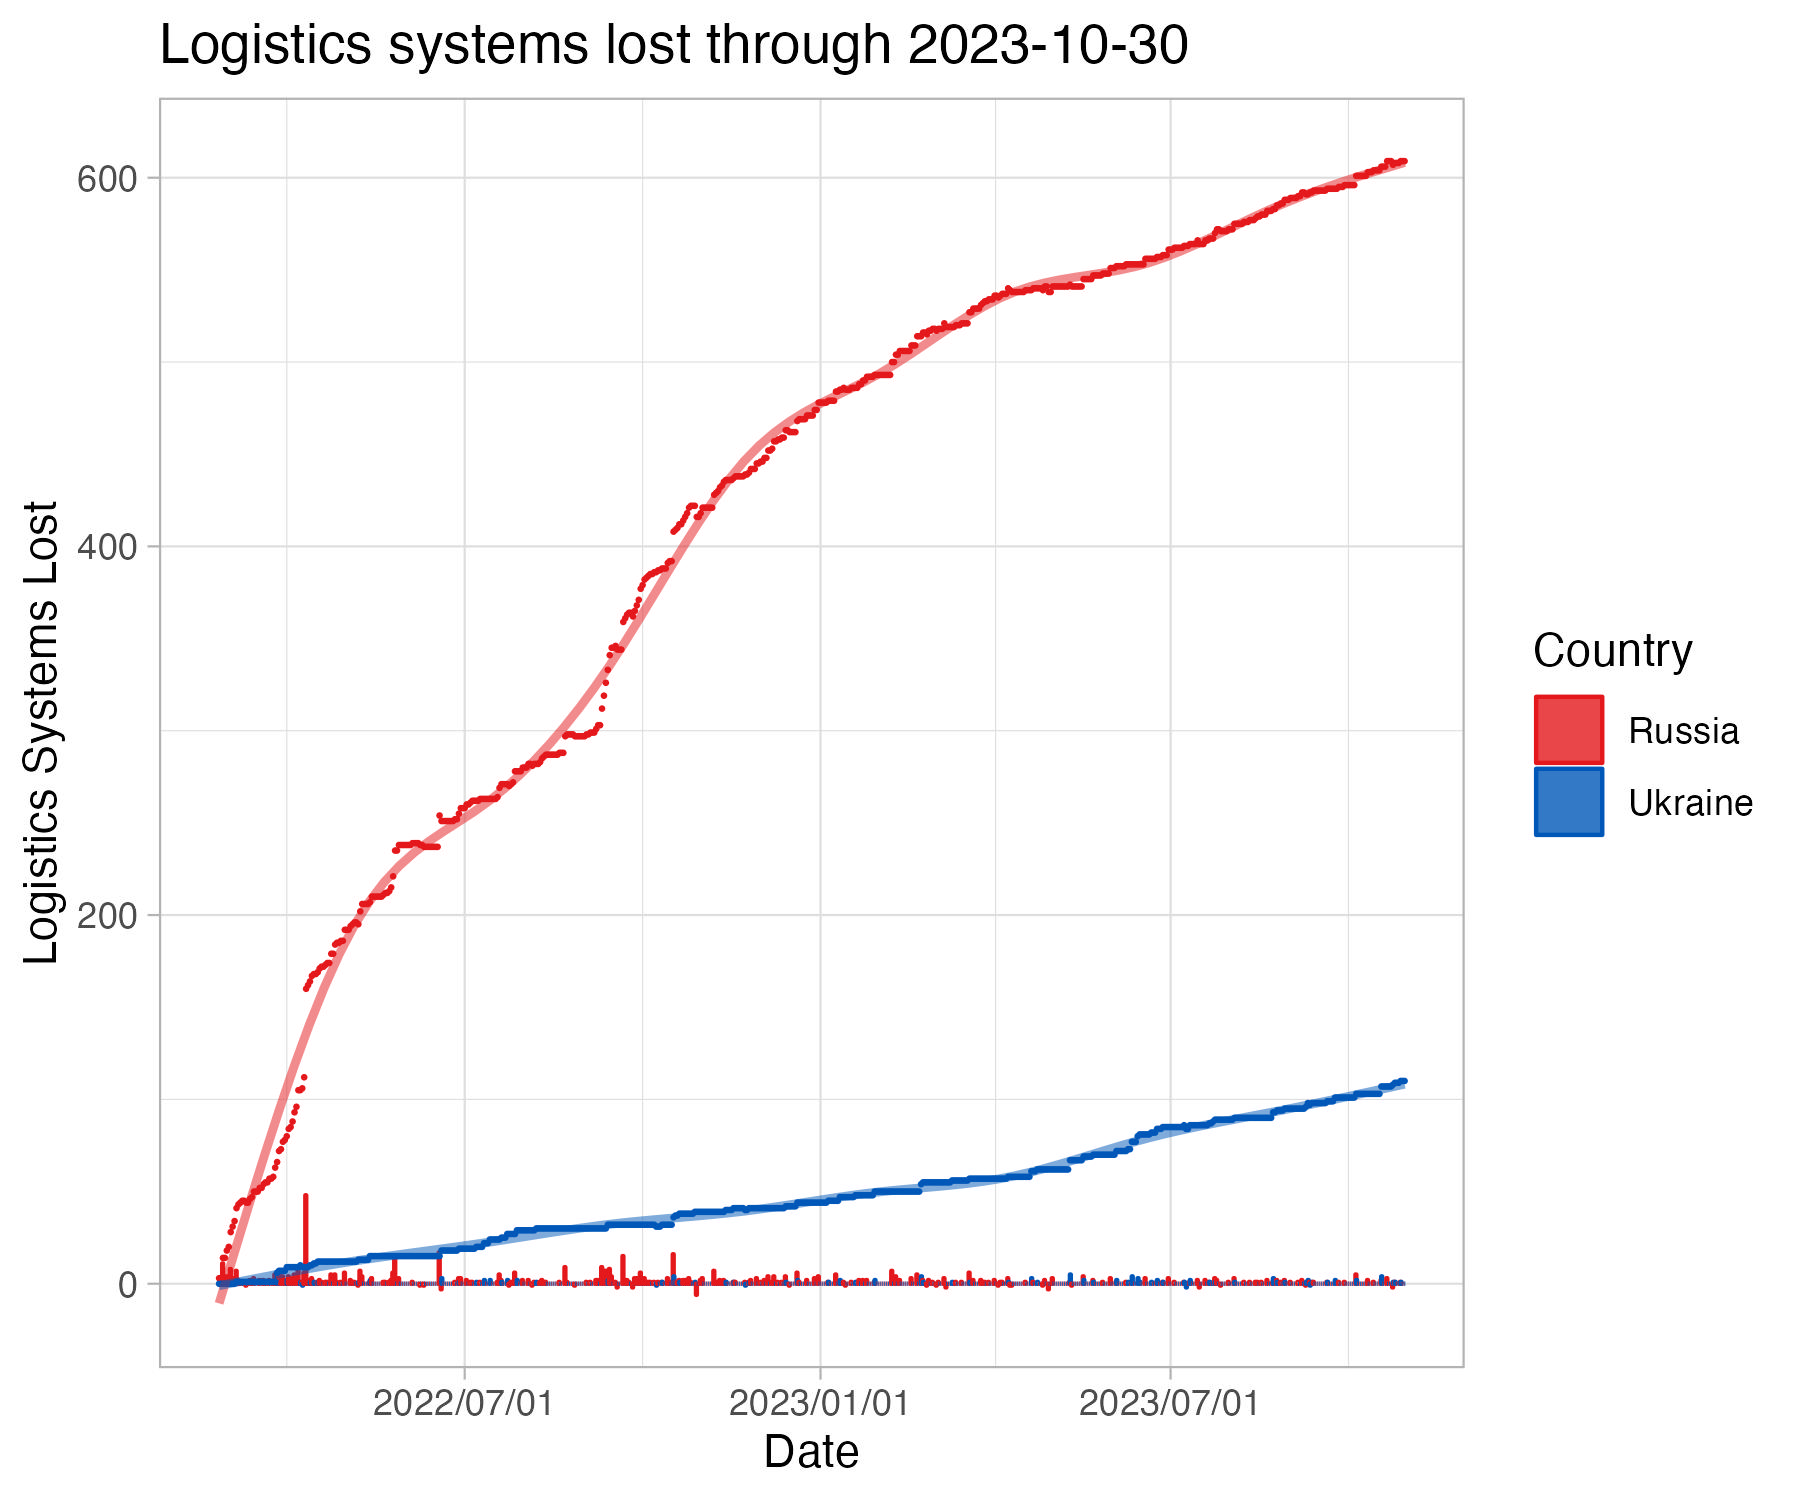 Logistics systems lost through 2023-10-30
Logistics Systems Lost
600
400
200
0
2022/07/01
2023/01/01
2023/07/01
Date
Country
Russia
Ukraine